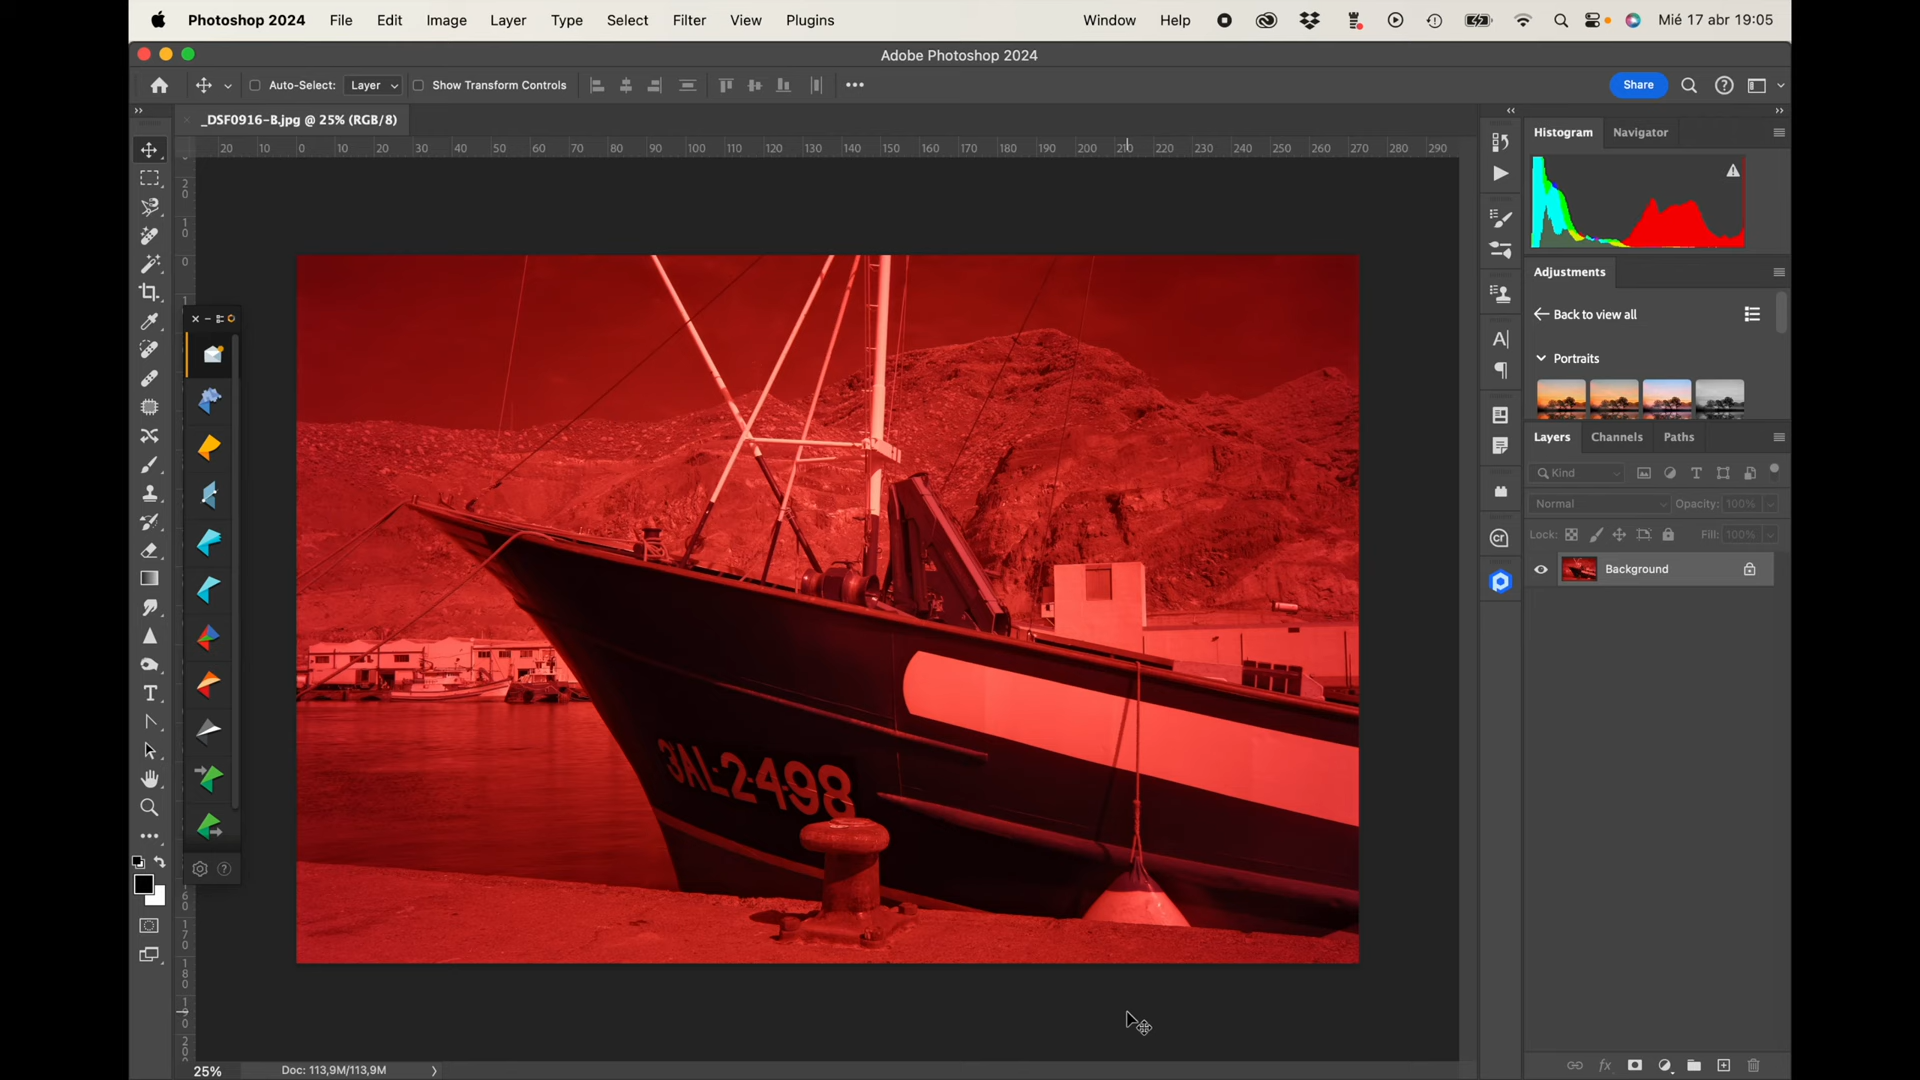 Photoshop 2024 File Edit Image Layer Type Select Filter View Plugins Window Help Mié 17 abr 19:05
Adobe Photoshop 2024
Auto-Select: Layer Show Transform Controls Share
_DSF0916-B.jpg @ 25% (RGB/8)
20 10 0 10 20 30 40 50 60 70 80 90 100 110 120 130 140 150 160 170 180 190 200 210 220 230 240 250 260 270 280 290
Histogram Navigator
Adjustments
Back to view all
Portraits
Layers Channels Paths
Kind
Normal Opacity: 100%
Lock: Fill: 100%
Background
3AL-2-498
25% Doc: 113,9M/113,9M